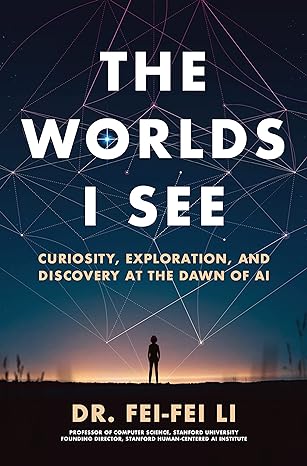 THE
WORLDS
I SEE
CURIOSITY, EXPLORATION, AND
DISCOVERY AT THE DAWN OF AI
DR. FEI-FEI LI
PROFESSOR OF COMPUTER SCIENCE, STANFORD UNIVERSITY
FOUNDING DIRECTOR, STANFORD HUMAN-CENTERED AI INSTITUTE